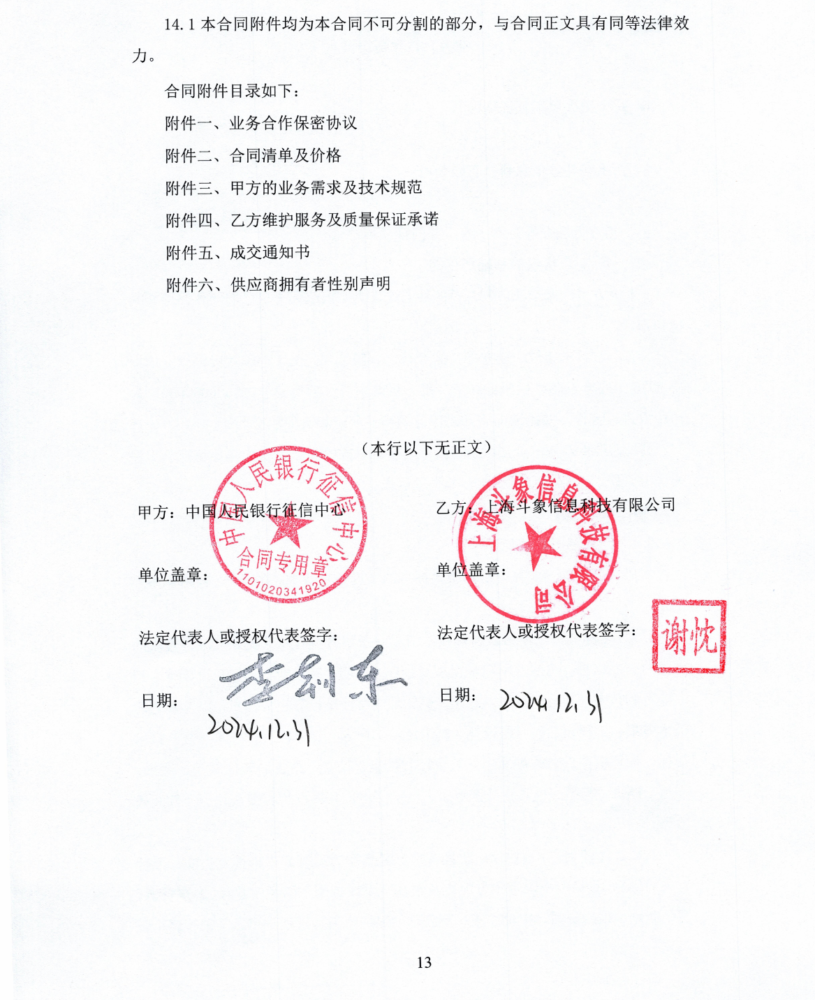 14.1 本合同附件均为本合同不可分割的部分，与合同正文具有同等法律效
力。
合同附件目录如下：
附件一、业务合作保密协议
附件二、合同清单及价格
附件三、甲方的业务需求及技术规范
附件四、乙方维护服务及质量保证承诺
附件五、成交通知书
附件六、供应商拥有者性别声明
（本行以下无正文）
甲方：中国人民银行征信中心
乙方：上海斗象信息科技有限公司
中国人民银行征信中心
合同专用章
1101020341920
上海斗象信息科技有限公司
单位盖章：
单位盖章：
法定代表人或授权代表签字：
法定代表人或授权代表签字：
谢忱
日期：
2024.12.31
日期：
2024.12.31
13